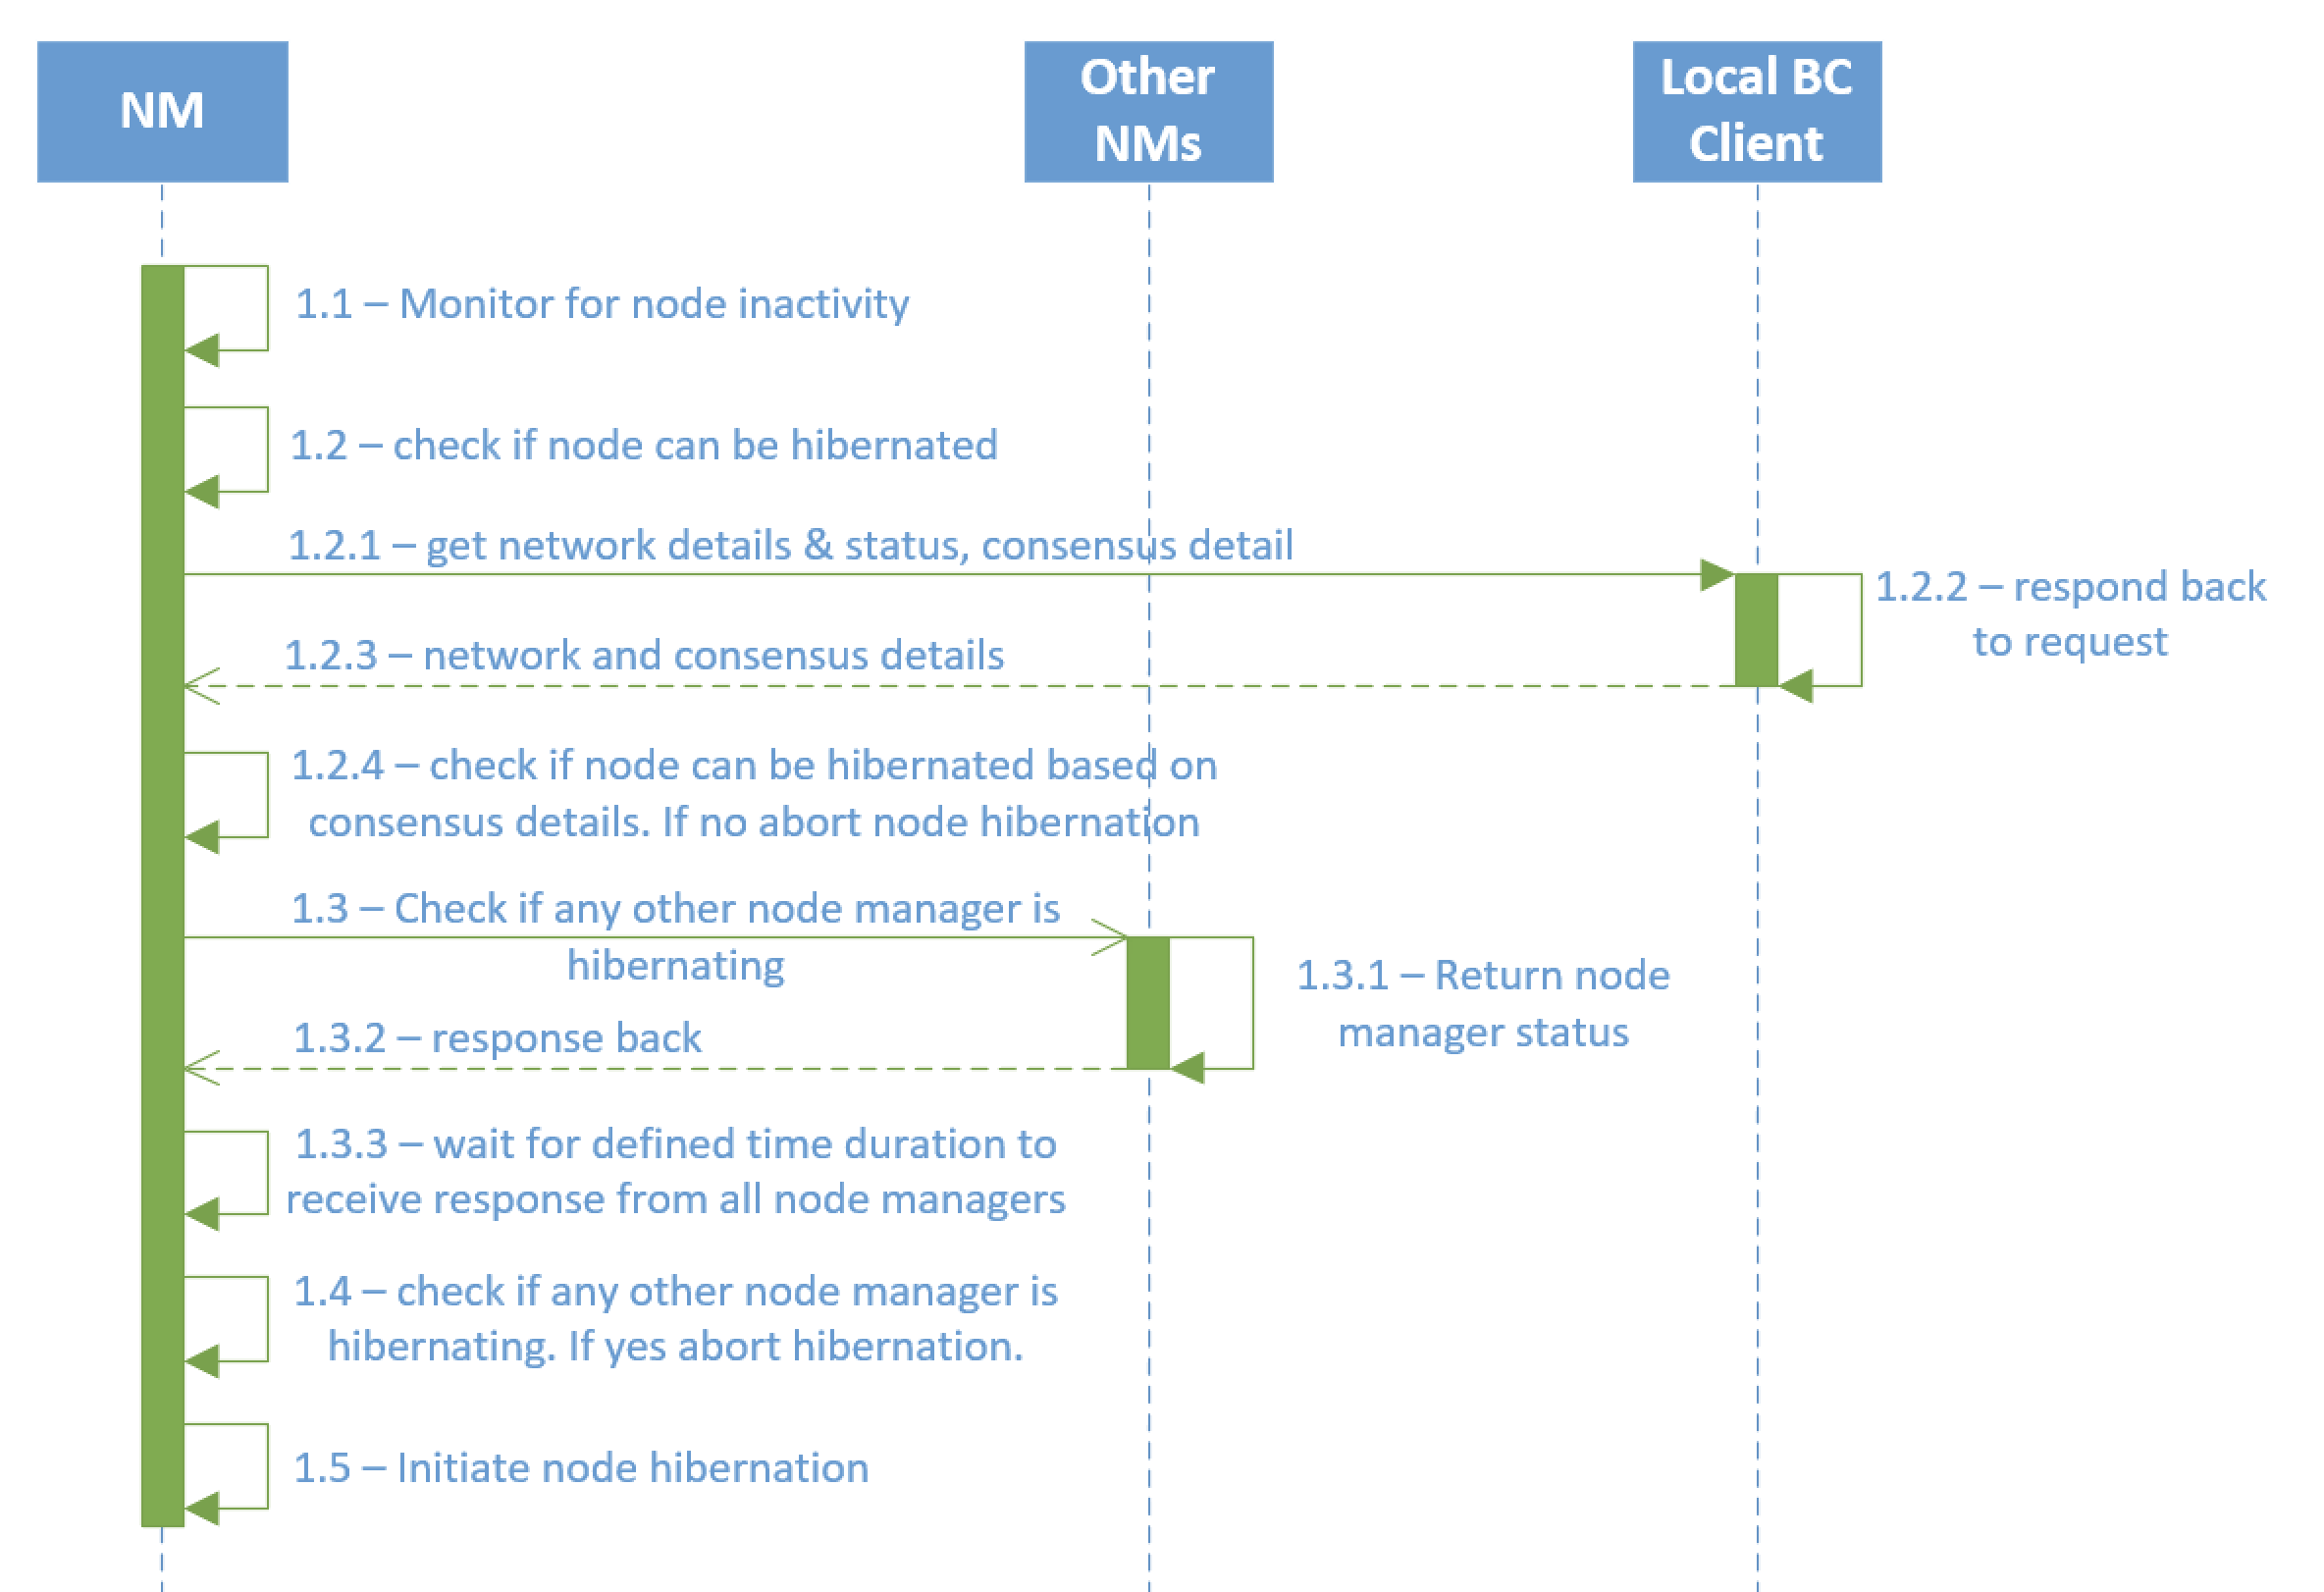 NM
Other
NMs
Local BC
Client
1.1 – Monitor for node inactivity
1.2 – check if node can be hibernated
1.2.1 – get network details & status, consensus detail
1.2.2 – respond back
to request
1.2.3 – network and consensus details
1.2.4 – check if node can be hibernated based on
consensus details. If no abort node hibernation
1.3 – Check if any other node manager is
hibernating
1.3.1 – Return node
manager status
1.3.2 – response back
1.3.3 – wait for defined time duration to
receive response from all node managers
1.4 – check if any other node manager is
hibernating. If yes abort hibernation.
1.5 – Initiate node hibernation